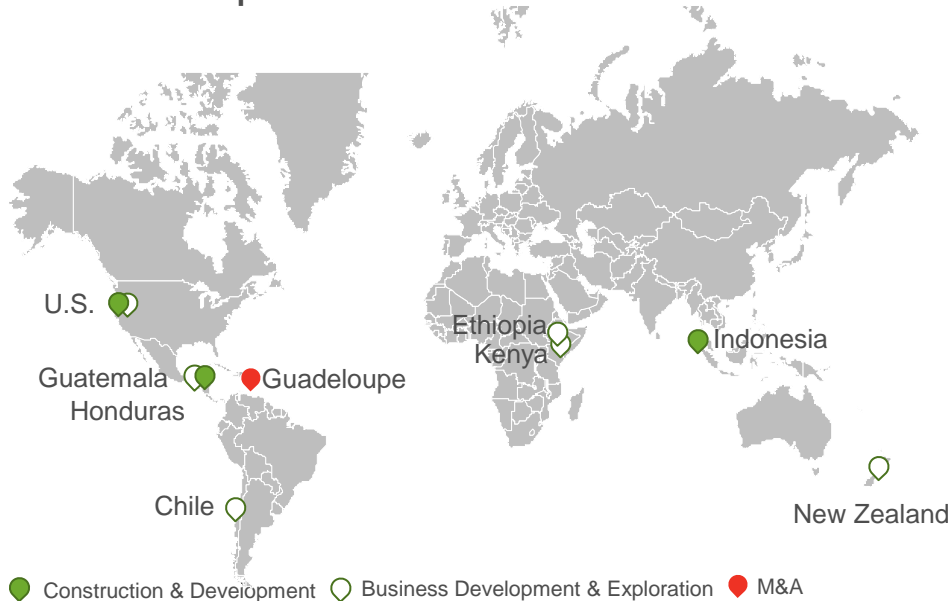 U.S.
Ethiopia
Indonesia
Kenya
Guatemala
Guadeloupe
Honduras
Chile
New Zealand
Construction & Development
Business Development & Exploration
M&A